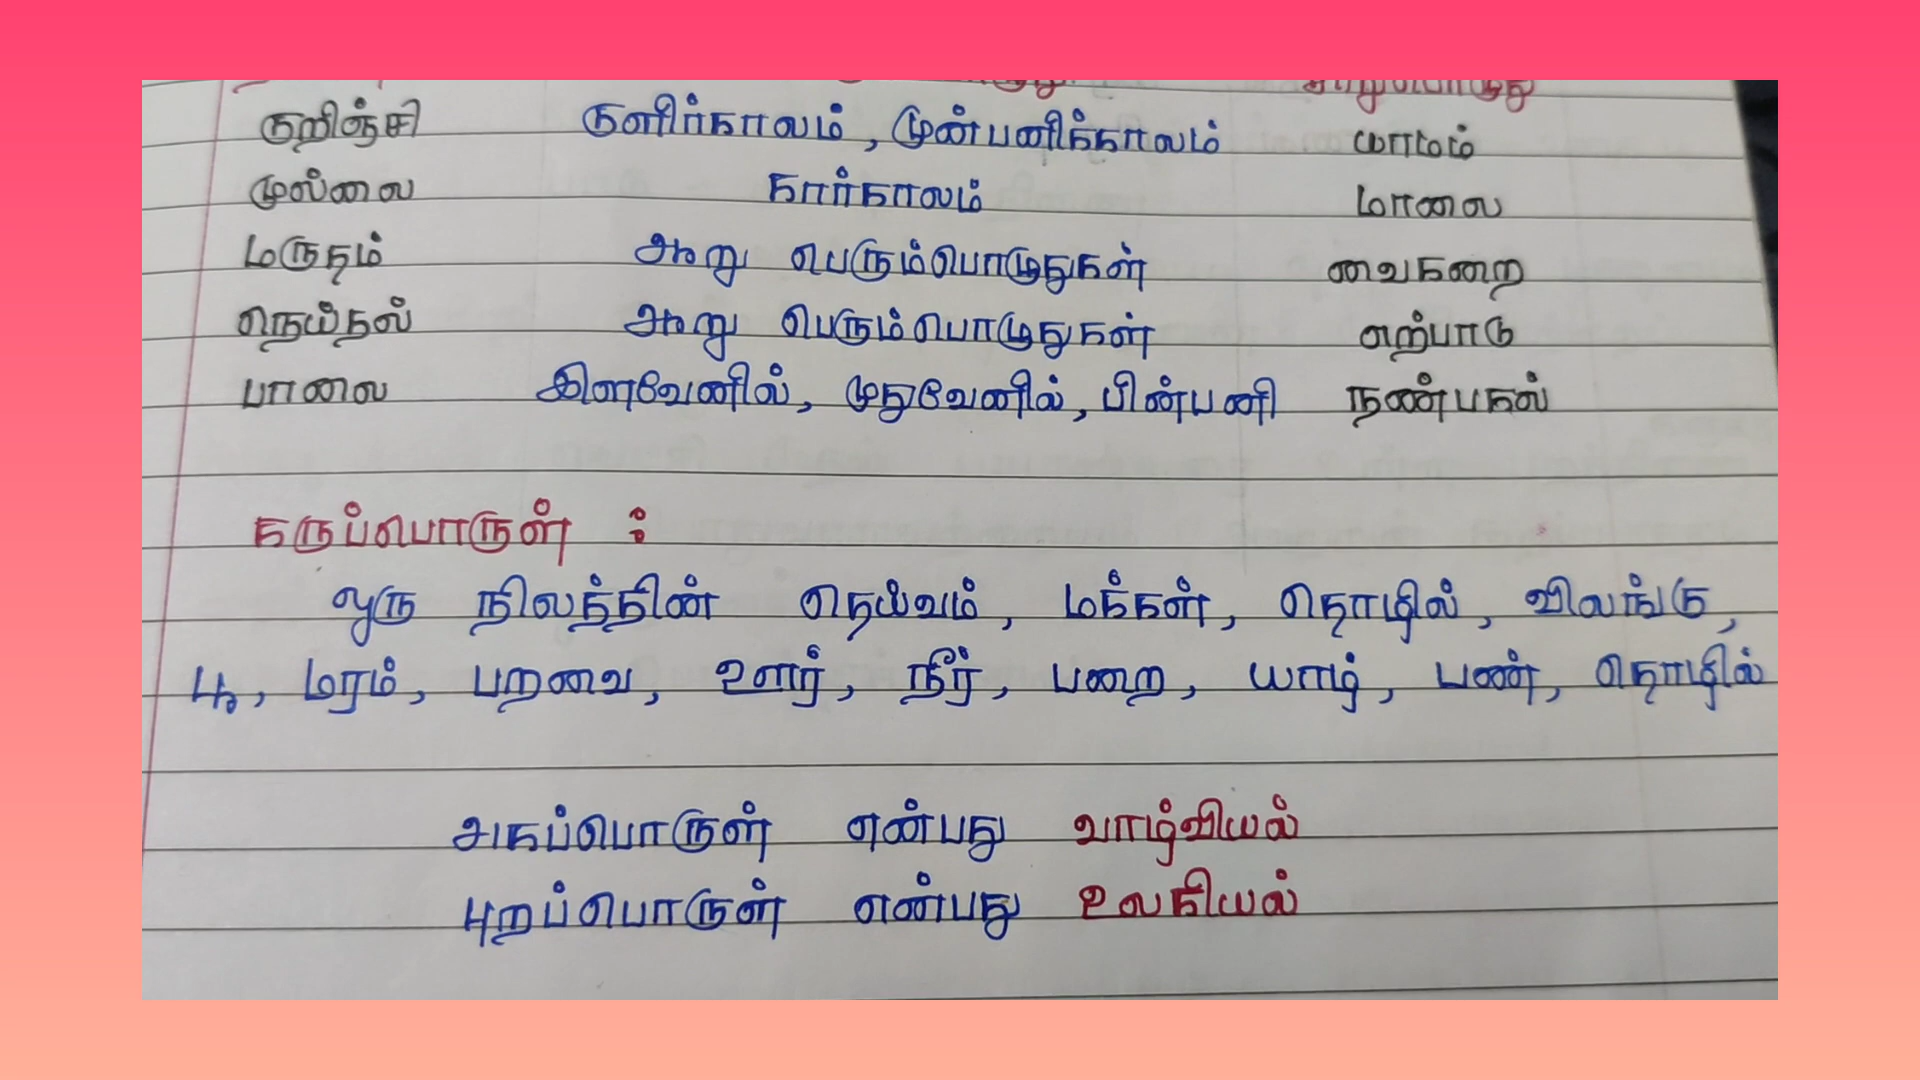 குறிஞ்சி குளிர்காலம், முன்பனிக்காலம் யாமம்
முல்லை கார்காலம் மாலை
மருதம் ஆறு பெரும்பொழுதுகள் வைகறை
நெய்தல் ஆறு பெரும்பொழுதுகள் எற்பாடு
பாலை இளவேனில், முதுவேனில், பின்பனி நண்பகல்
கருப்பொருள் :
ஒரு நிலத்தின் தெய்வம், மக்கள், தொழில், விலங்கு,
பூ, மரம், பறவை, ஊர், நீர், பறை, யாழ், பண், தொழில்
அகப்பொருள் என்பது வாழ்வியல்
புறப்பொருள் என்பது உலகியல்